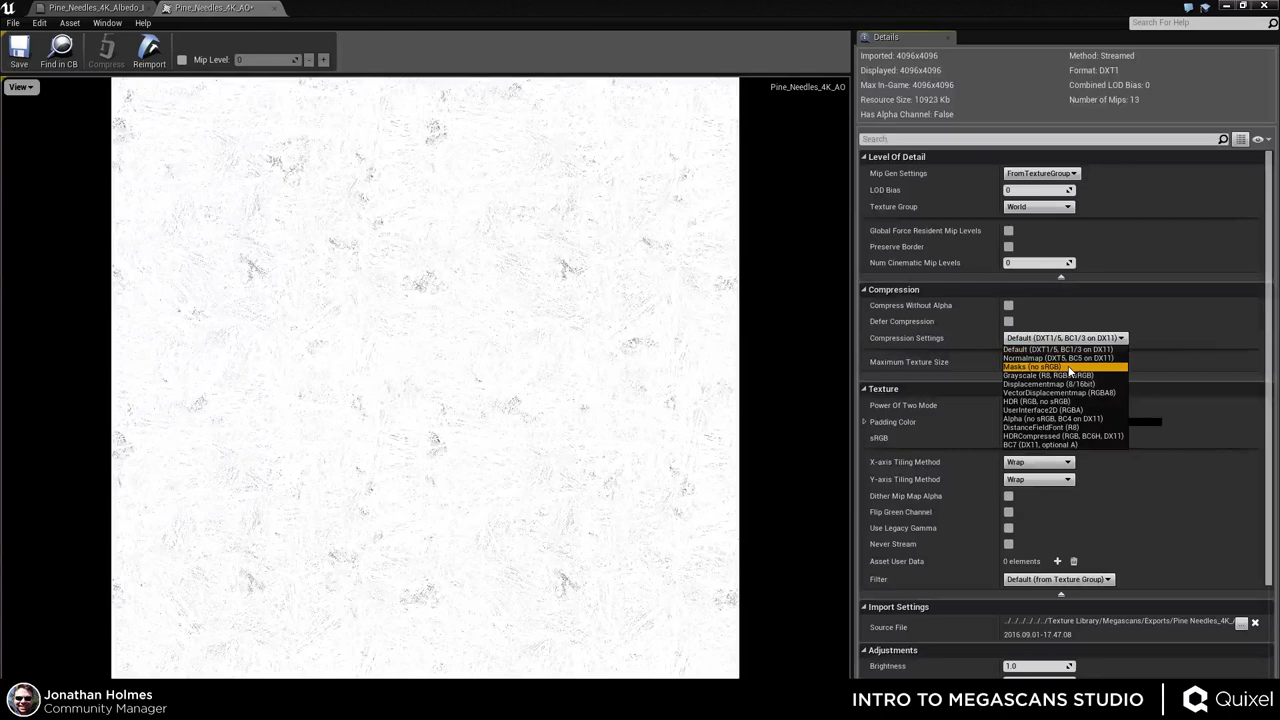 Pine_Needles_4K_Albedo_l
Pine_Needles_4K_AO*
File Edit Asset Window Help
Search For Help
Save Find in CB Compress Reimport
Mip Level: 0
View
Pine_Needles_4K_AO
Details
Imported: 4096x4096 Method: Streamed
Displayed: 4096x4096 Format: DXT1
Max In-Game: 4096x4096 Combined LOD Bias: 0
Resource Size: 10923 Kb Number of Mips: 13
Has Alpha Channel: False
Search
Level Of Detail
Mip Gen Settings FromTextureGroup
LOD Bias 0
Texture Group World
Global Force Resident Mip Levels
Preserve Border
Num Cinematic Mip Levels 0
Compression
Compress Without Alpha
Defer Compression
Compression Settings Default (DXT1/5, BC1/3 on DX11)
Default (DXT1/5, BC1/3 on DX11)
Normalmap (DXT5, BC5 on DX11)
Masks (no sRGB)
Grayscale (R8, RGB8 sRGB)
Displacementmap (8/16bit)
VectorDisplacementmap (RGBA8)
HDR (RGB, no sRGB)
UserInterface2D (RGBA)
Alpha (no sRGB, BC4 on DX11)
DistanceFieldFont (R8)
HDRCompressed (RGB, BC6H, DX11)
BC7 (DX11, optional A)
Maximum Texture Size
Texture
Power Of Two Mode
Padding Color
sRGB
X-axis Tiling Method Wrap
Y-axis Tiling Method Wrap
Dither Mip Map Alpha
Flip Green Channel
Use Legacy Gamma
Never Stream
Asset User Data 0 elements
Filter Default (from Texture Group)
Import Settings
Source File ../../../../../Texture Library/Megascans/Exports/Pine Needles_4K_/
2016.09.01-17.47.08
Adjustments
Brightness 1.0
Jonathan Holmes
Community Manager
INTRO TO MEGASCANS STUDIO
Quixel